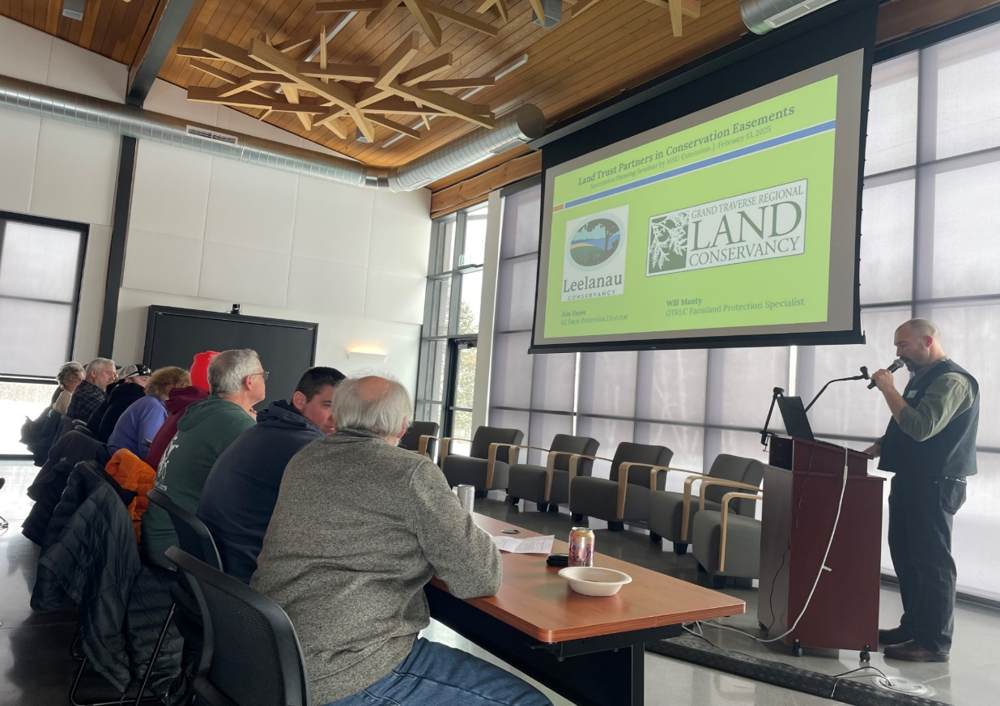 Land Trust Partners in Conservation Easements
Succession Planning Seminar by MSU Extension | February 13, 2025
Leelanau
CONSERVANCY
GRAND TRAVERSE REGIONAL
LAND
CONSERVANCY
Kim Hayes
LC Farm Protection Director
Will Manty
GTRLC Farmland Protection Specialist